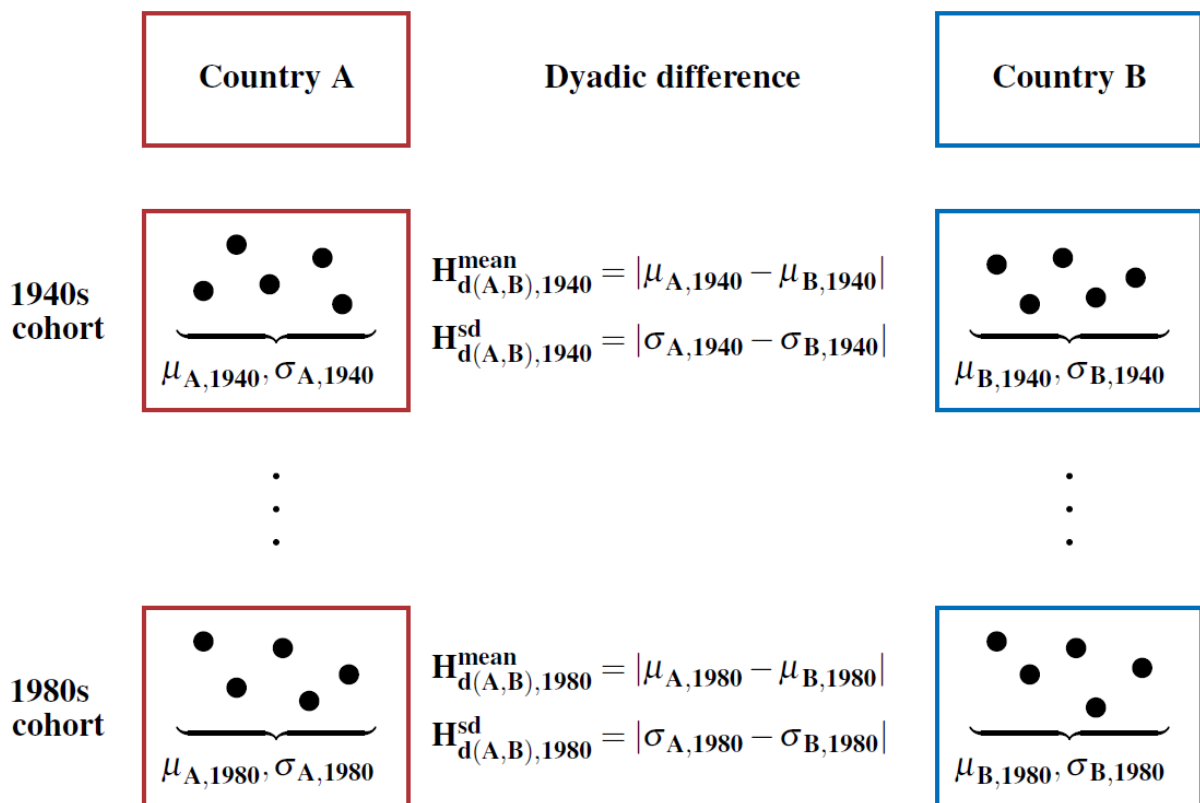 Country A
Dyadic difference
Country B
1940s
cohort
H^mean_d(A,B),1940 = |μ_A,1940 − μ_B,1940|
H^sd_d(A,B),1940 = |σ_A,1940 − σ_B,1940|
μ_A,1940, σ_A,1940
μ_B,1940, σ_B,1940
1980s
cohort
H^mean_d(A,B),1980 = |μ_A,1980 − μ_B,1980|
H^sd_d(A,B),1980 = |σ_A,1980 − σ_B,1980|
μ_A,1980, σ_A,1980
μ_B,1980, σ_B,1980